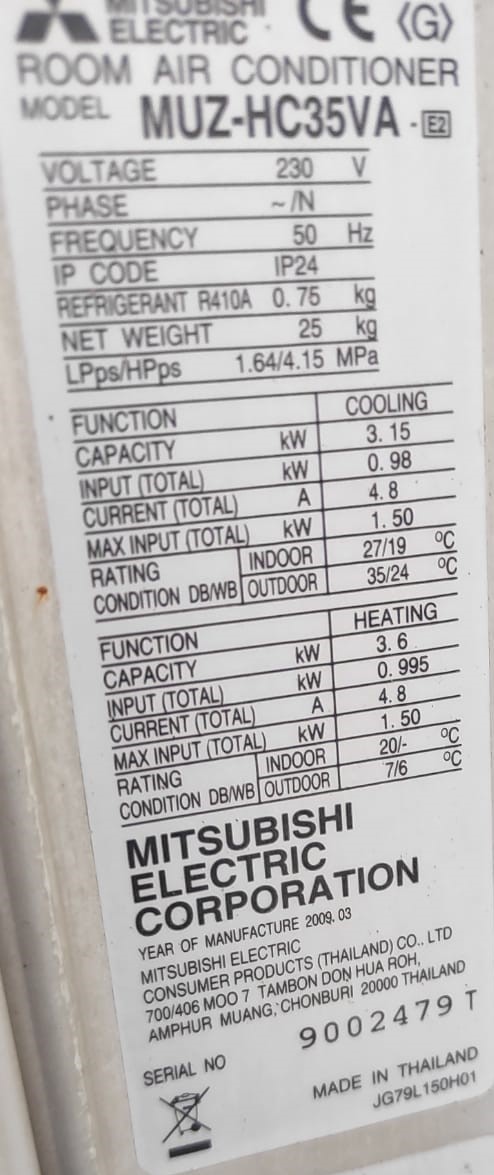 MITSUBISHI
ELECTRIC
CE 〈G〉
ROOM AIR CONDITIONER
MODEL MUZ-HC35VA - E2
VOLTAGE 230 V
PHASE ~/N
FREQUENCY 50 Hz
IP CODE IP24
REFRIGERANT R410A 0.75 kg
NET WEIGHT 25 kg
LPps/HPps 1.64/4.15 MPa
FUNCTION COOLING
CAPACITY kW 3.15
INPUT (TOTAL) kW 0.98
CURRENT (TOTAL) A 4.8
MAX INPUT (TOTAL) kW 1.50
RATING INDOOR 27/19 ºC
CONDITION DB/WB OUTDOOR 35/24 ºC
FUNCTION HEATING
CAPACITY kW 3.6
INPUT (TOTAL) kW 0.995
CURRENT (TOTAL) A 4.8
MAX INPUT (TOTAL) kW 1.50
RATING INDOOR 20/- ºC
CONDITION DB/WB OUTDOOR 7/6 ºC
MITSUBISHI
ELECTRIC
CORPORATION
YEAR OF MANUFACTURE 2009.03
MITSUBISHI ELECTRIC
CONSUMER PRODUCTS (THAILAND) CO., LTD
700/406 MOO 7 TAMBON DON HUA ROH,
AMPHUR MUANG, CHONBURI 20000 THAILAND
SERIAL NO 9002479 T
MADE IN THAILAND
JG79L150H01